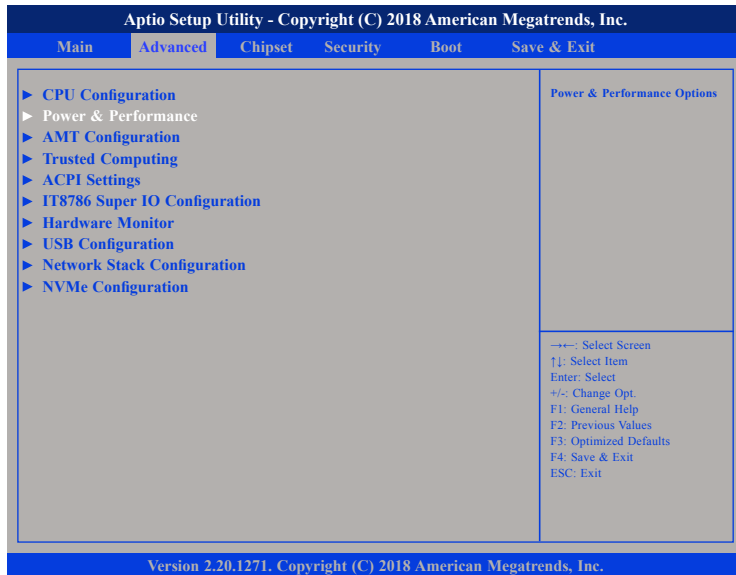 Aptio Setup Utility - Copyright (C) 2018 American Megatrends, Inc.
Main Advanced Chipset Security Boot Save & Exit
► CPU Configuration
► Power & Performance
► AMT Configuration
► Trusted Computing
► ACPI Settings
► IT8786 Super IO Configuration
► Hardware Monitor
► USB Configuration
► Network Stack Configuration
► NVMe Configuration
Power & Performance Options
→←: Select Screen
↑↓: Select Item
Enter: Select
+/-: Change Opt.
F1: General Help
F2: Previous Values
F3: Optimized Defaults
F4: Save & Exit
ESC: Exit
Version 2.20.1271. Copyright (C) 2018 American Megatrends, Inc.